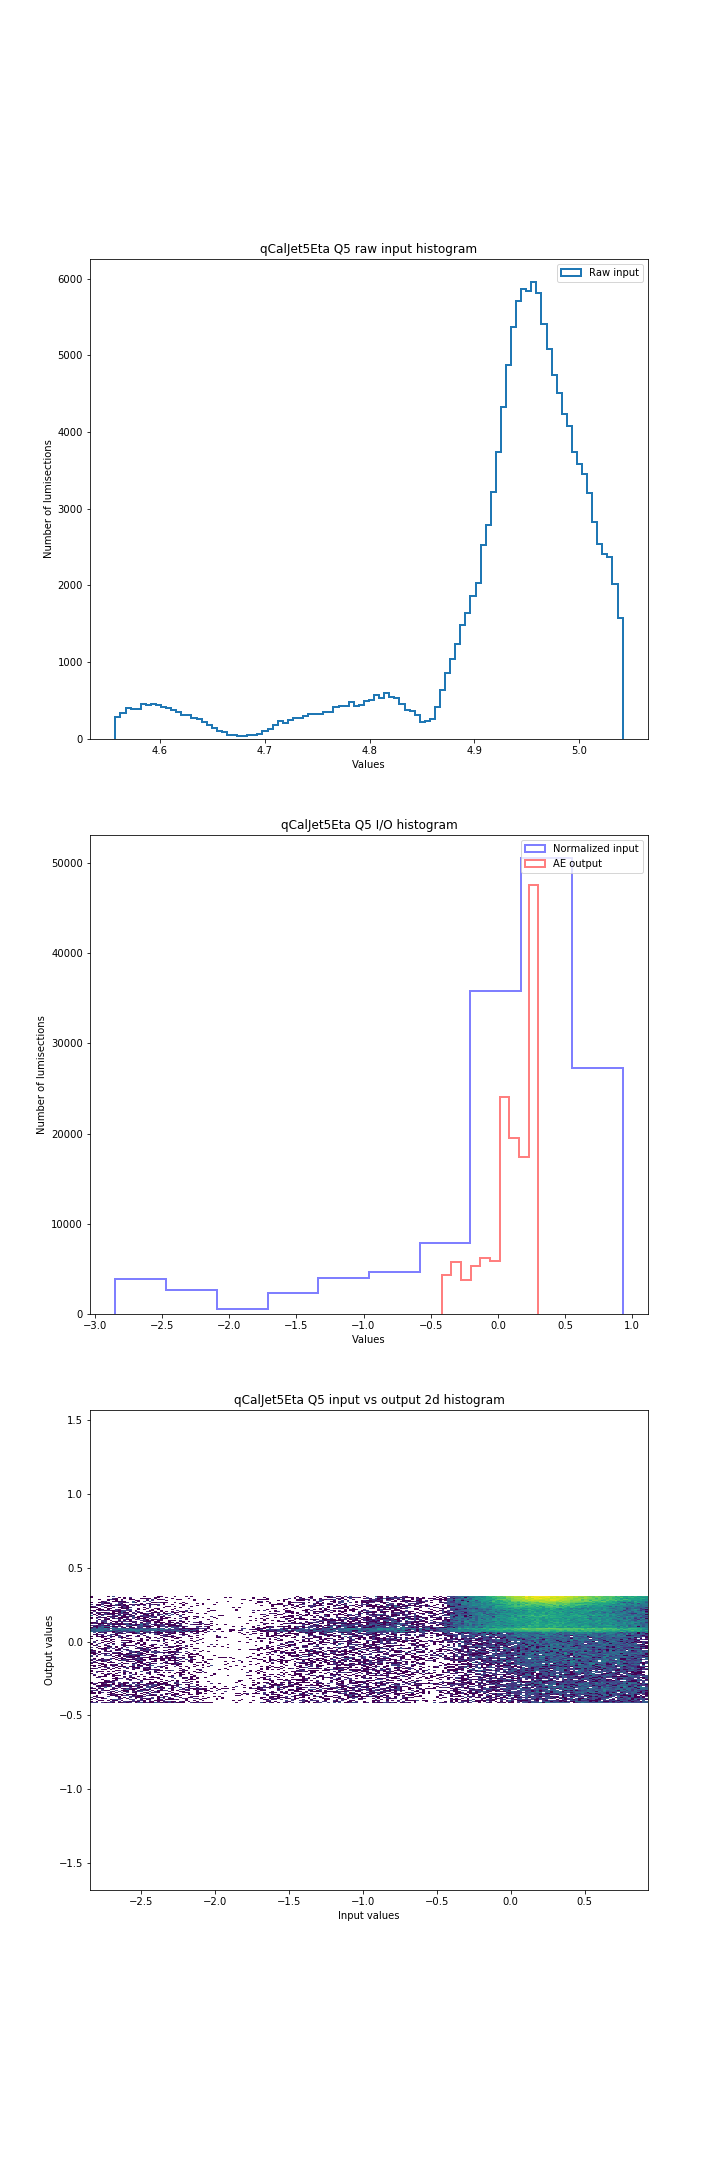 qCalJet5Eta Q5 raw input histogram
Raw input
6000
5000
4000
3000
2000
1000
0
Number of lumisections
4.6 4.7 4.8 4.9 5.0
Values
qCalJet5Eta Q5 I/O histogram
Normalized input
AE output
50000
40000
30000
20000
10000
0
Number of lumisections
−3.0 −2.5 −2.0 −1.5 −1.0 −0.5 0.0 0.5 1.0
Values
qCalJet5Eta Q5 input vs output 2d histogram
1.5
1.0
0.5
0.0
−0.5
−1.0
−1.5
Output values
−2.5 −2.0 −1.5 −1.0 −0.5 0.0 0.5
Input values